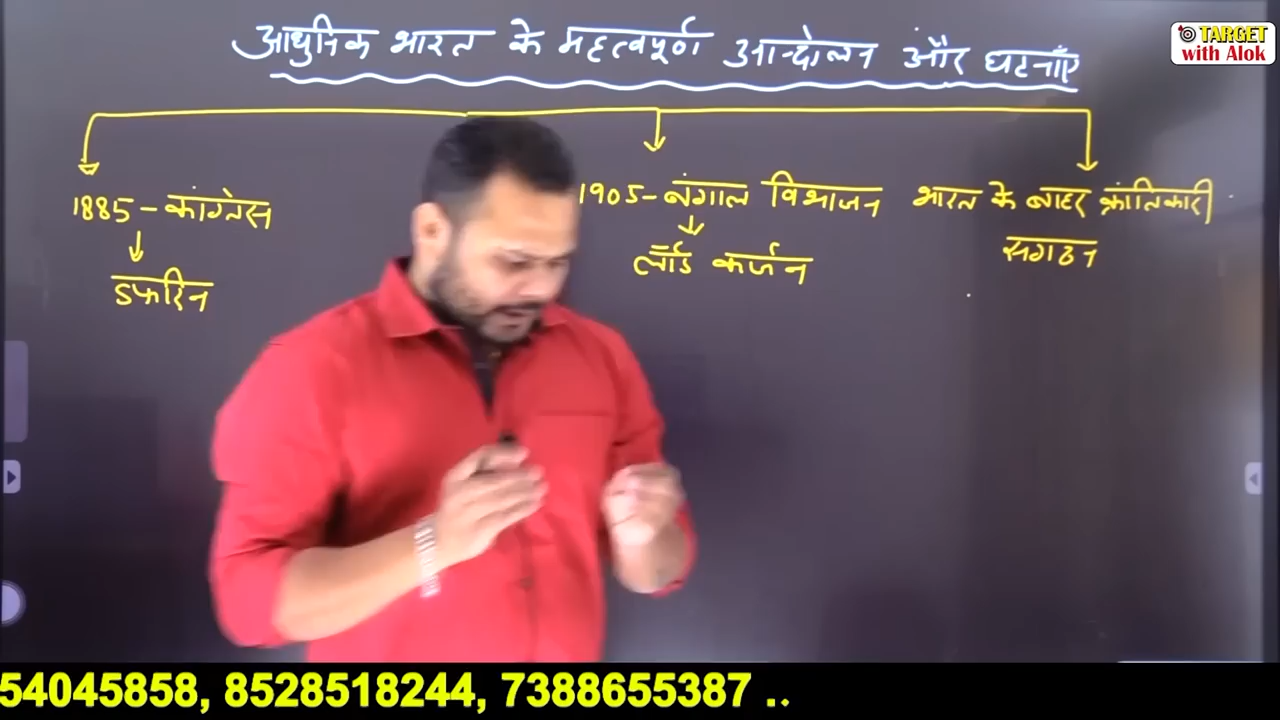 आधुनिक भारत के महत्वपूर्ण आन्दोलन और घटनाएँ
TARGET
with Alok
1885 - कांग्रेस
डफरिन
1905 - बंगाल विभाजन
लॉर्ड कर्जन
भारत के बाहर क्रांतिकारी
सगठन
54045858, 8528518244, 7388655387 ..